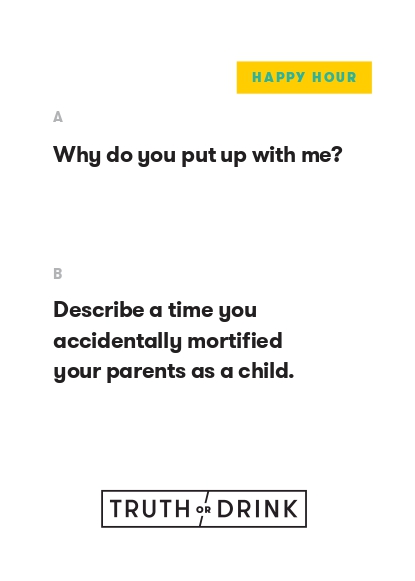 HAPPY HOUR
A
Why do you put up with me?
B
Describe a time you
accidentally mortified
your parents as a child.
TRUTH OR DRINK